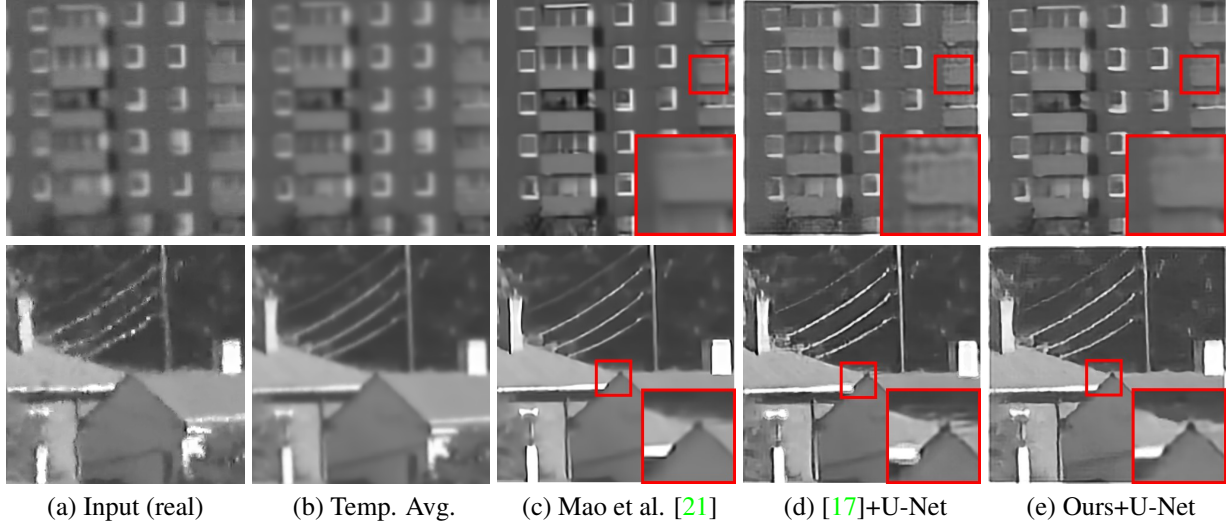 (a) Input (real) (b) Temp. Avg. (c) Mao et al. [21] (d) [17]+U-Net (e) Ours+U-Net